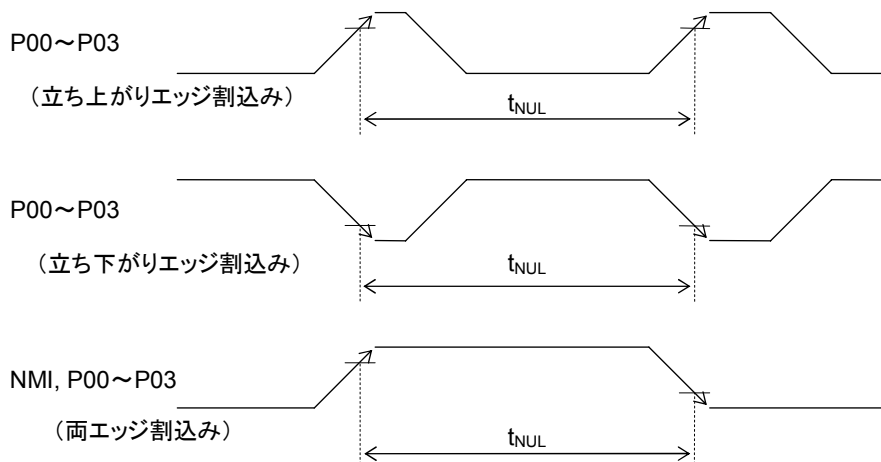 P00～P03
（立ち上がりエッジ割込み）
tNUL
P00～P03
（立ち下がりエッジ割込み）
tNUL
NMI, P00～P03
（両エッジ割込み）
tNUL